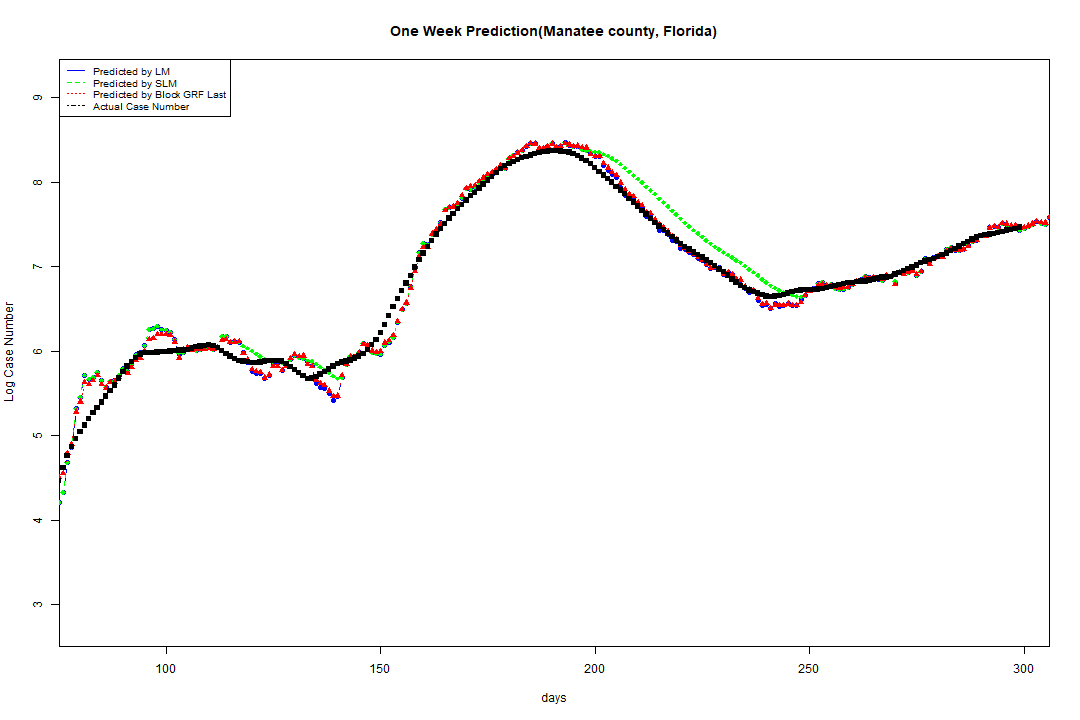 One Week Prediction(Manatee county, Florida)
Predicted by LM
Predicted by SLM
Predicted by Block GRF Last
Actual Case Number
9
8
7
6
5
4
3
Log Case Number
100 150 200 250 300
days